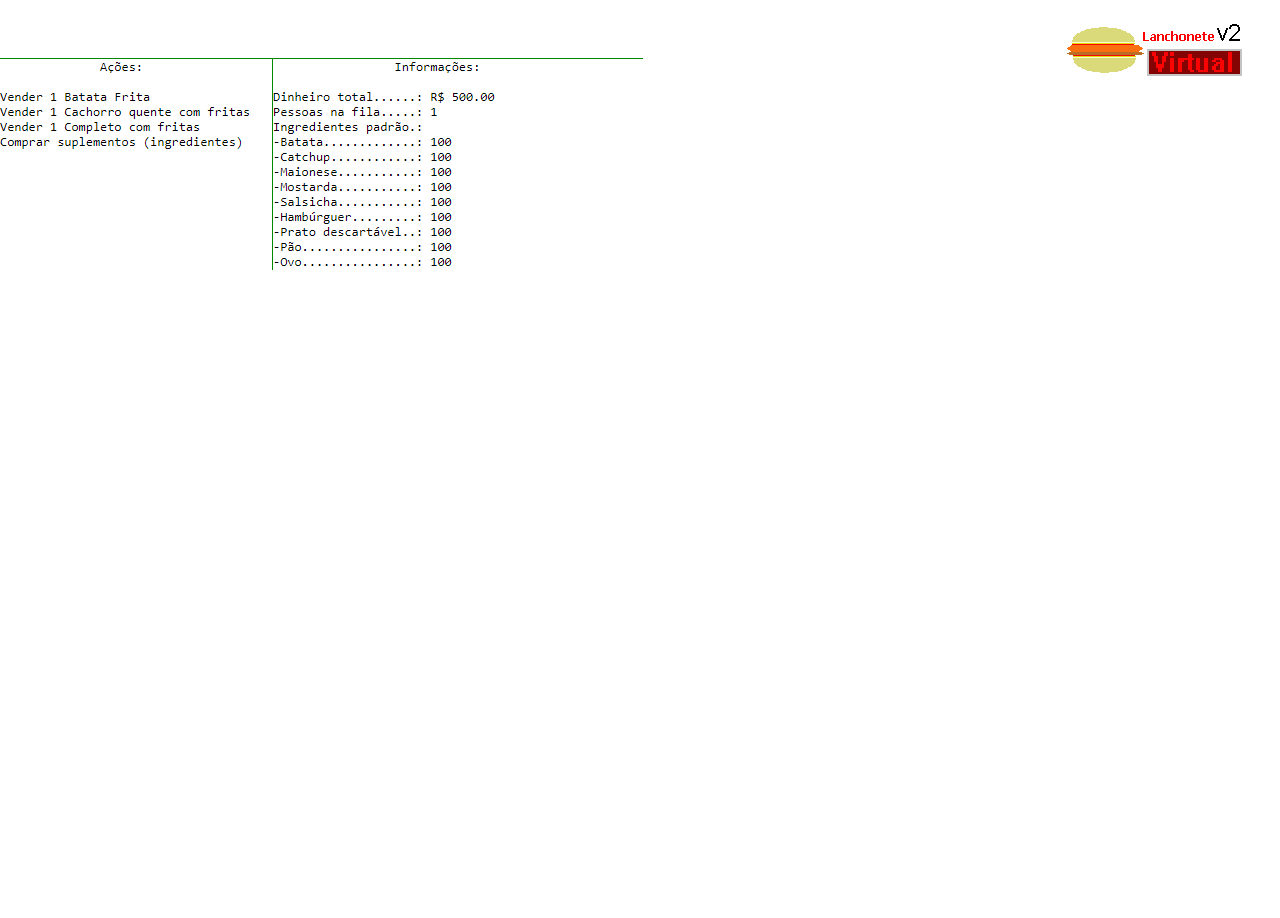 Lanchonete V2
Virtual
Ações:
Vender 1 Batata Frita
Vender 1 Cachorro quente com fritas
Vender 1 Completo com fritas
Comprar suplementos (ingredientes)
Informações:
Dinheiro total......: R$ 500.00
Pessoas na fila.....: 1
Ingredientes padrão.:
-Batata.............: 100
-Catchup............: 100
-Maionese...........: 100
-Mostarda...........: 100
-Salsicha...........: 100
-Hambúrguer.........: 100
-Prato descartável..: 100
-Pão................: 100
-Ovo................: 100